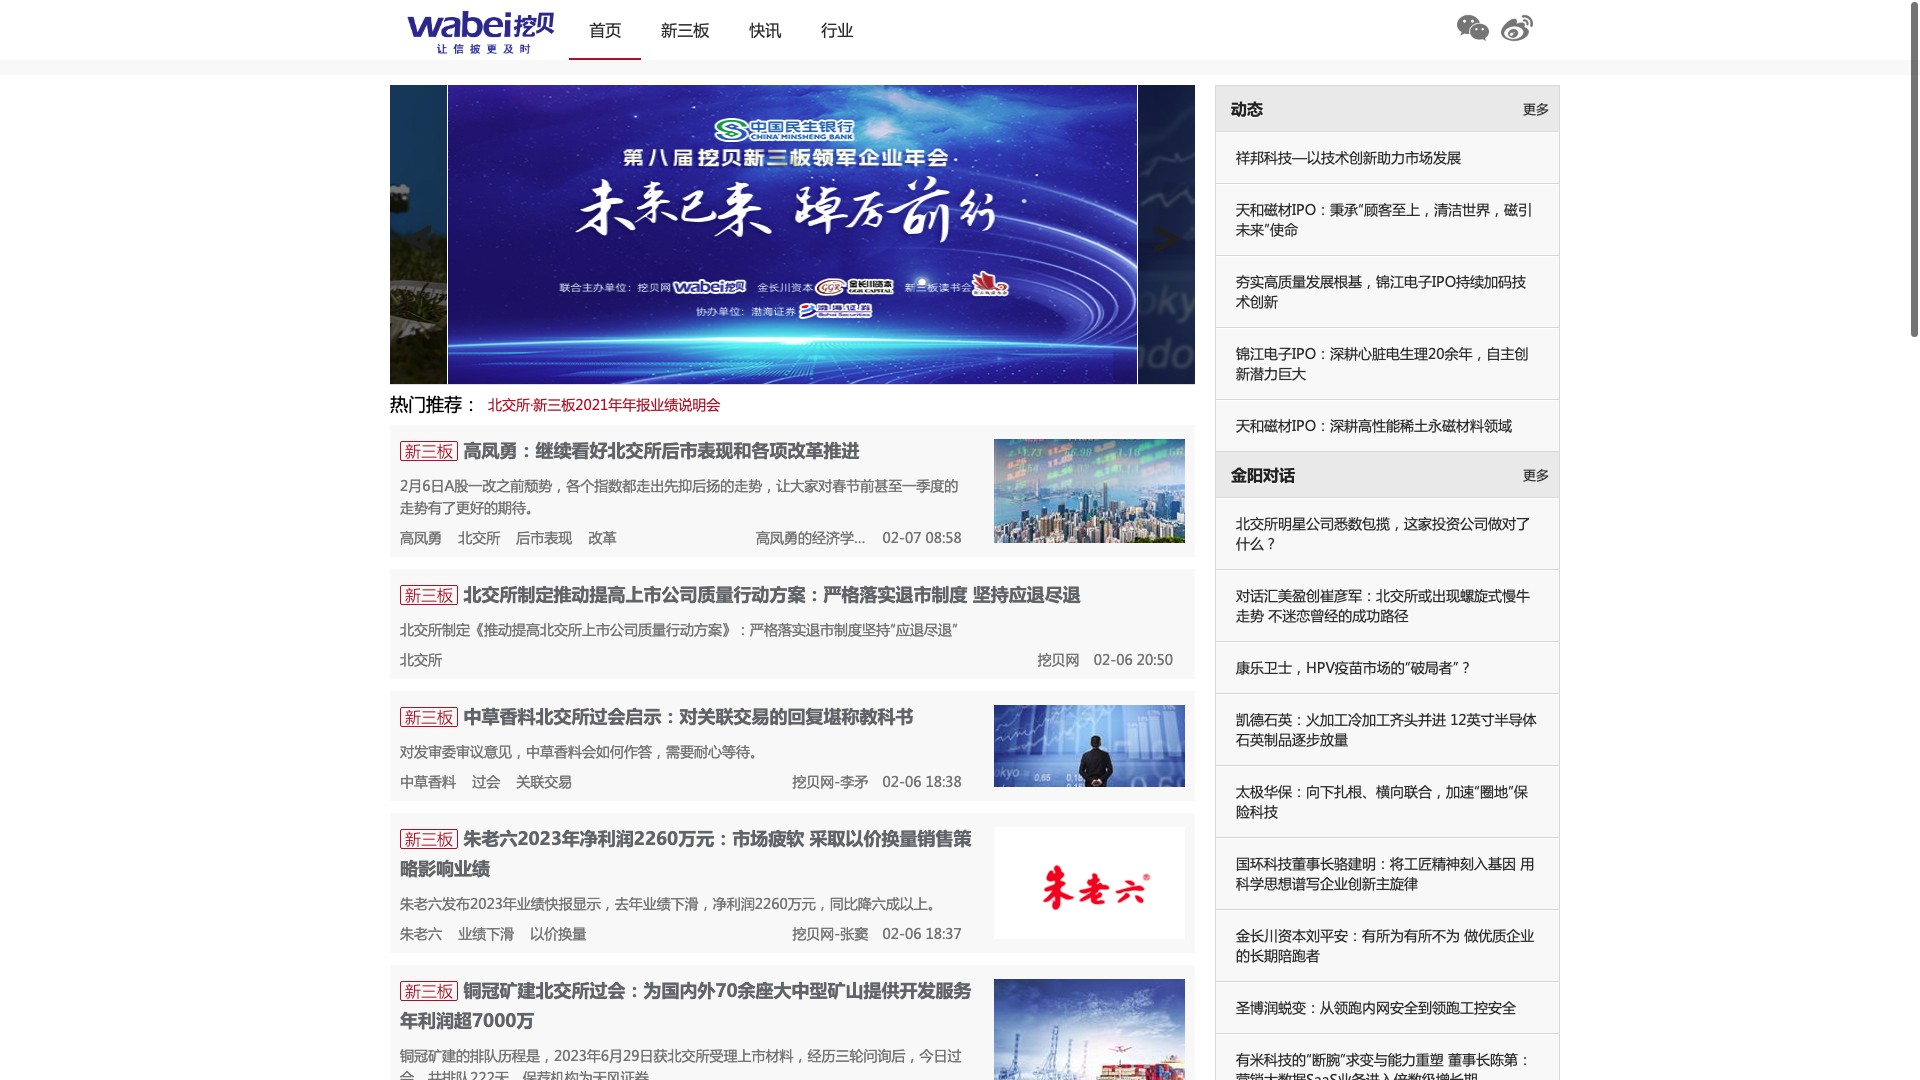 wabei挖贝
让信披更及时
首页
新三板
快讯
行业
中国民生银行
CHINA MINSHENG BANK
第八届挖贝新三板领军企业年会
未来已来 踔厉前行
联合主办单位：挖贝网 wabei挖贝 金长川资本 GGR 金长川资本 GGR CAPITAL 新三板读书会
协办单位：渤海证券 渤海证券
热门推荐： 北交所·新三板2021年年报业绩说明会
新三板 高凤勇：继续看好北交所后市表现和各项改革推进
2月6日A股一改之前颓势，各个指数都走出先抑后扬的走势，让大家对春节前甚至一季度的
走势有了更好的期待。
高凤勇 北交所 后市表现 改革 高凤勇的经济学... 02-07 08:58
新三板 北交所制定推动提高上市公司质量行动方案：严格落实退市制度 坚持应退尽退
北交所制定《推动提高北交所上市公司质量行动方案》：严格落实退市制度坚持“应退尽退”
北交所 挖贝网 02-06 20:50
新三板 中草香料北交所过会启示：对关联交易的回复堪称教科书
对发审委审议意见，中草香料会如何作答，需要耐心等待。
中草香料 过会 关联交易 挖贝网-李矛 02-06 18:38
新三板 朱老六2023年净利润2260万元：市场疲软 采取以价换量销售策
略影响业绩
朱老六发布2023年业绩快报显示，去年业绩下滑，净利润2260万元，同比降六成以上。
朱老六 业绩下滑 以价换量 挖贝网-张窦 02-06 18:37
朱老六
新三板 铜冠矿建北交所过会：为国内外70余座大中型矿山提供开发服务
年利润超7000万
铜冠矿建的排队历程是，2023年6月29日获北交所受理上市材料，经历三轮问询后，今日过
会，共排队222天，保荐机构为天风证券。
动态 更多
祥邦科技—以技术创新助力市场发展
天和磁材IPO：秉承“顾客至上，清洁世界，磁引
未来”使命
夯实高质量发展根基，锦江电子IPO持续加码技
术创新
锦江电子IPO：深耕心脏电生理20余年，自主创
新潜力巨大
天和磁材IPO：深耕高性能稀土永磁材料领域
金阳对话 更多
北交所明星公司悉数包揽，这家投资公司做对了
什么？
对话汇美盈创崔彦军：北交所或出现螺旋式慢牛
走势 不迷恋曾经的成功路径
康乐卫士，HPV疫苗市场的“破局者”？
凯德石英：火加工冷加工齐头并进 12英寸半导体
石英制品逐步放量
太极华保：向下扎根、横向联合，加速“圈地”保
险科技
国环科技董事长骆建明：将工匠精神刻入基因 用
科学思想谱写企业创新主旋律
金长川资本刘平安：有所为有所不为 做优质企业
的长期陪跑者
圣博润蜕变：从领跑内网安全到领跑工控安全
有米科技的“断腕”求变与能力重塑 董事长陈第：
营销大数据SaaS业务进入倍数级增长期